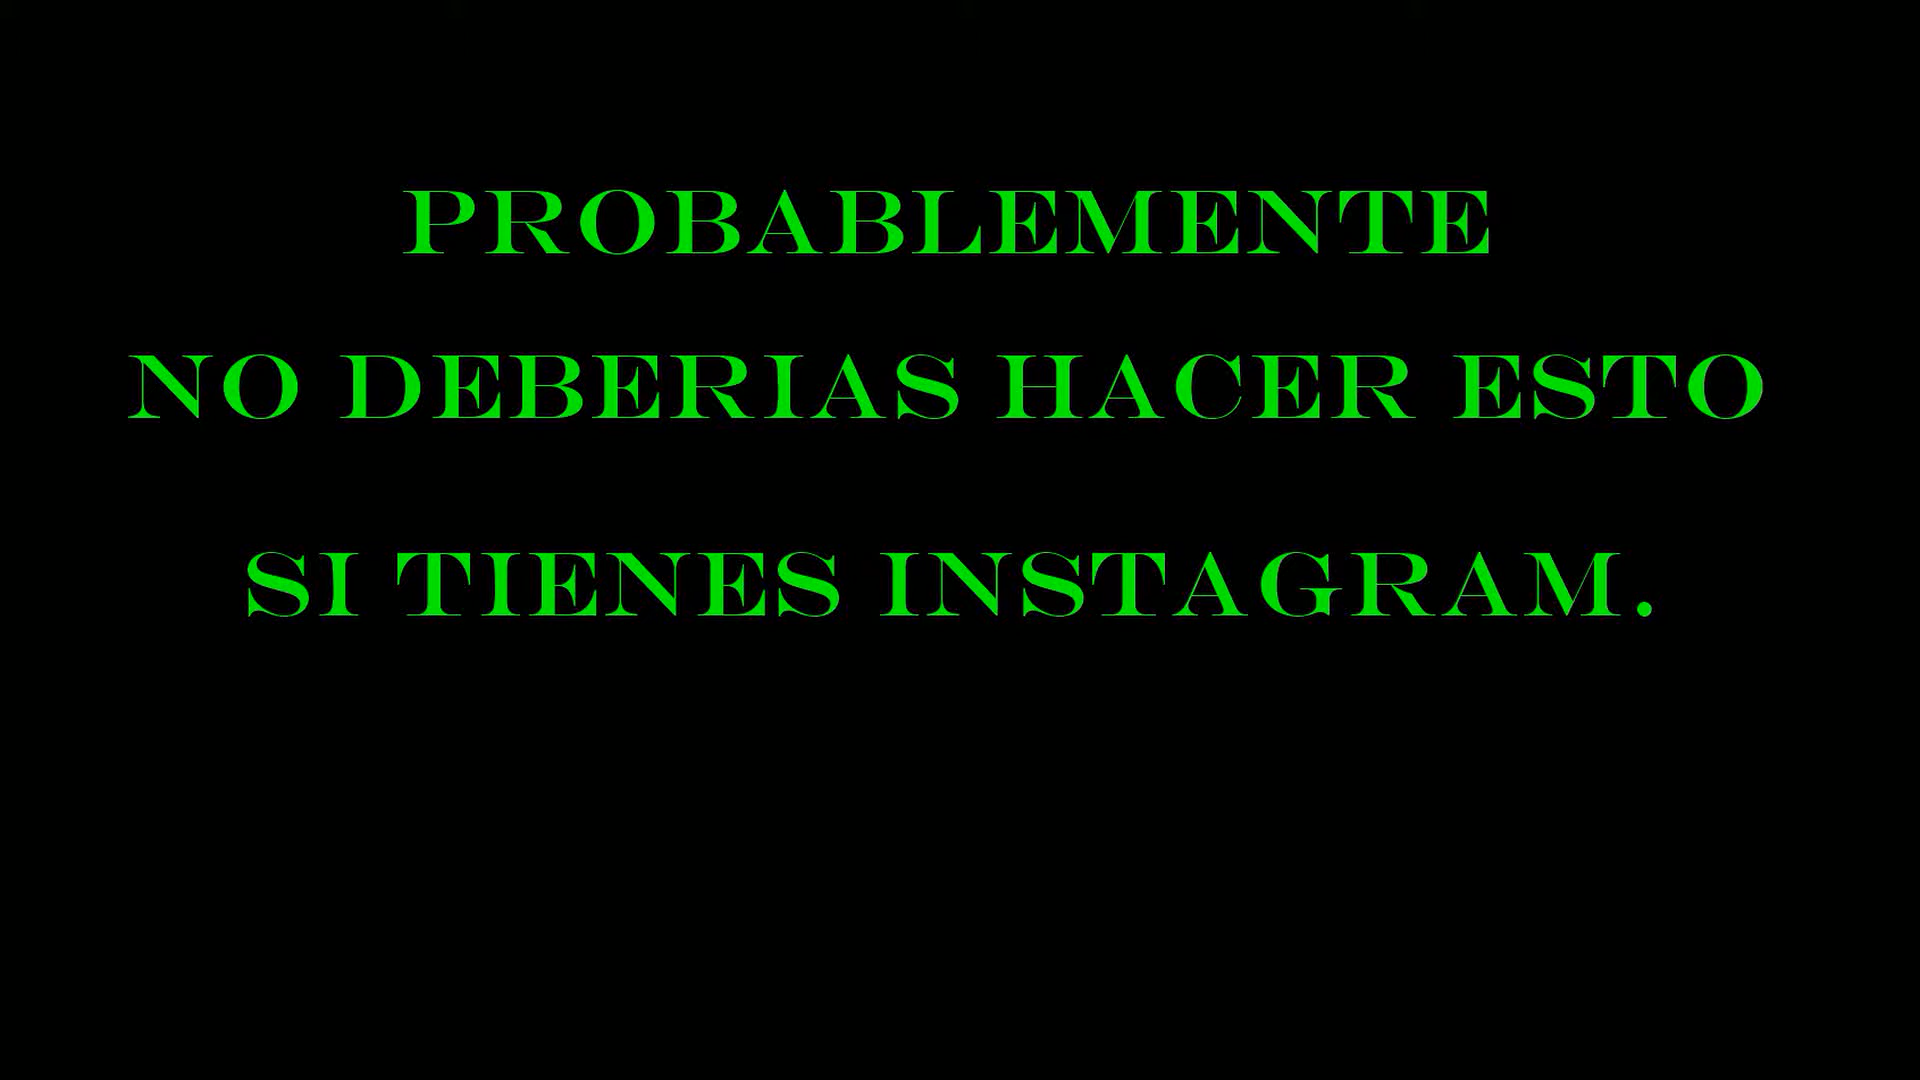 PROBABLEMENTE
NO DEBERIAS HACER ESTO
SI TIENES INSTAGRAM.